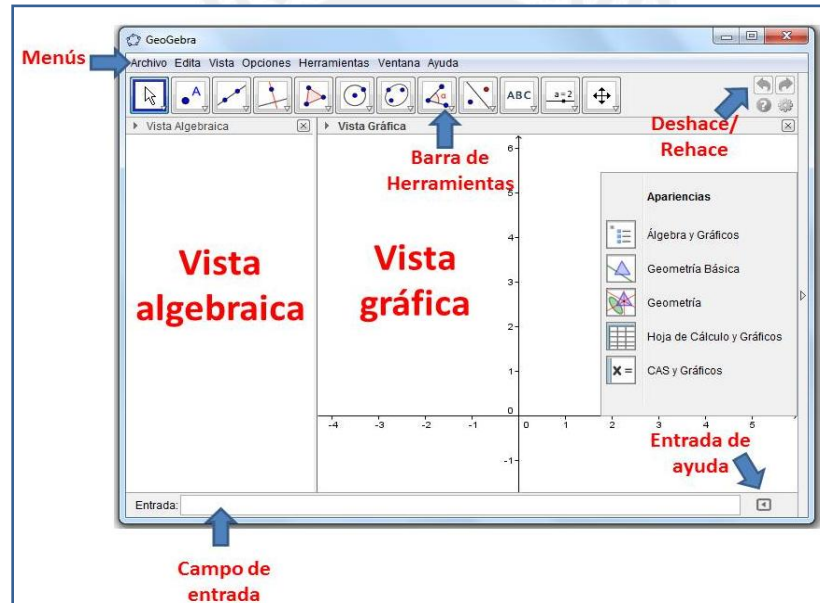 GeoGebra
Menús
Archivo Edita Vista Opciones Herramientas Ventana Ayuda
A
ABC
a=2
Deshace/
Rehace
Vista Algebraica
Vista Gráfica
Barra de
Herramientas
Apariencias
Álgebra y Gráficos
Geometría Básica
Geometría
Hoja de Cálculo y Gráficos
CAS y Gráficos
X =
Vista
algebraica
Vista
gráfica
6
5
4
3
2
1
0
-1
-4 -3 -2 -1 0 1 2 3 4 5
Entrada de
ayuda
Entrada:
Campo de
entrada